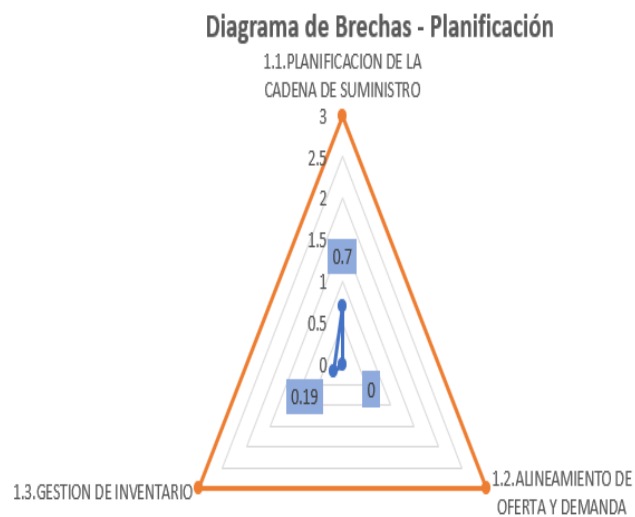 Diagrama de Brechas - Planificación
1.1.PLANIFICACION DE LA
CADENA DE SUMINISTRO
3
2.5
2
1.5
0.7
1
0.5
0
0.19
0
1.3.GESTION DE INVENTARIO
1.2.ALINEAMIENTO DE
OFERTA Y DEMANDA